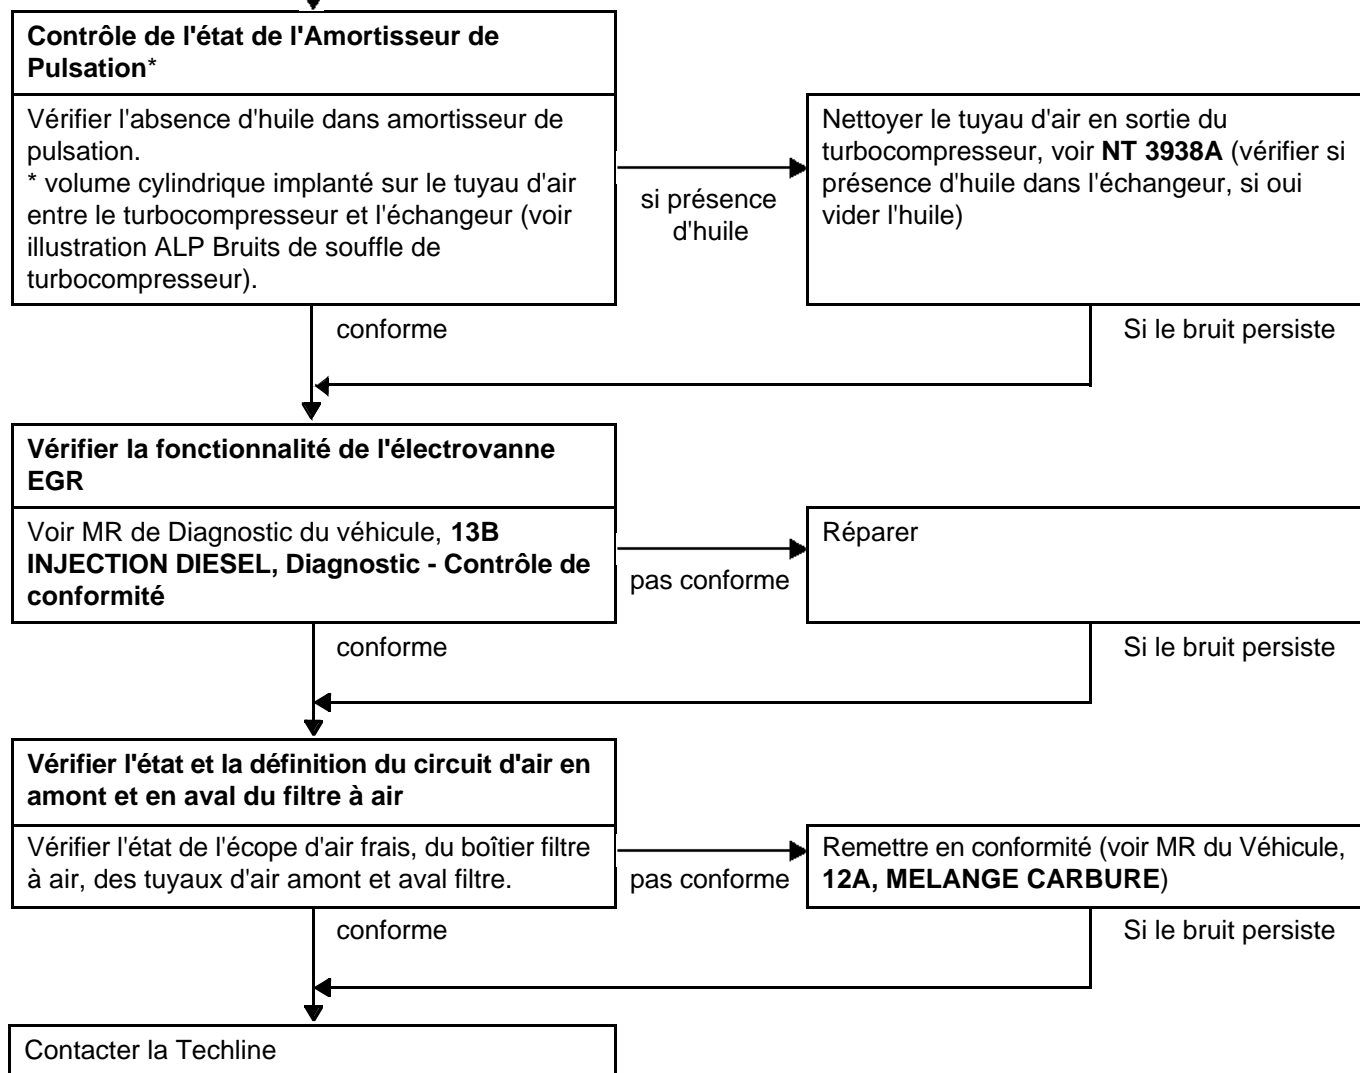 Contrôle de l'état de l'Amortisseur de
Pulsation*
Vérifier l'absence d'huile dans amortisseur de
pulsation.
* volume cylindrique implanté sur le tuyau d'air
entre le turbocompresseur et l'échangeur (voir
illustration ALP Bruits de souffle de
turbocompresseur).
si présence
d'huile
Nettoyer le tuyau d'air en sortie du
turbocompresseur, voir NT 3938A (vérifier si
présence d'huile dans l'échangeur, si oui
vider l'huile)
conforme
Si le bruit persiste
Vérifier la fonctionnalité de l'électrovanne
EGR
Voir MR de Diagnostic du véhicule, 13B
INJECTION DIESEL, Diagnostic - Contrôle de
conformité
pas conforme
Réparer
conforme
Si le bruit persiste
Vérifier l'état et la définition du circuit d'air en
amont et en aval du filtre à air
Vérifier l'état de l'écope d'air frais, du boîtier filtre
à air, des tuyaux d'air amont et aval filtre.
pas conforme
Remettre en conformité (voir MR du Véhicule,
12A, MELANGE CARBURE)
conforme
Si le bruit persiste
Contacter la Techline